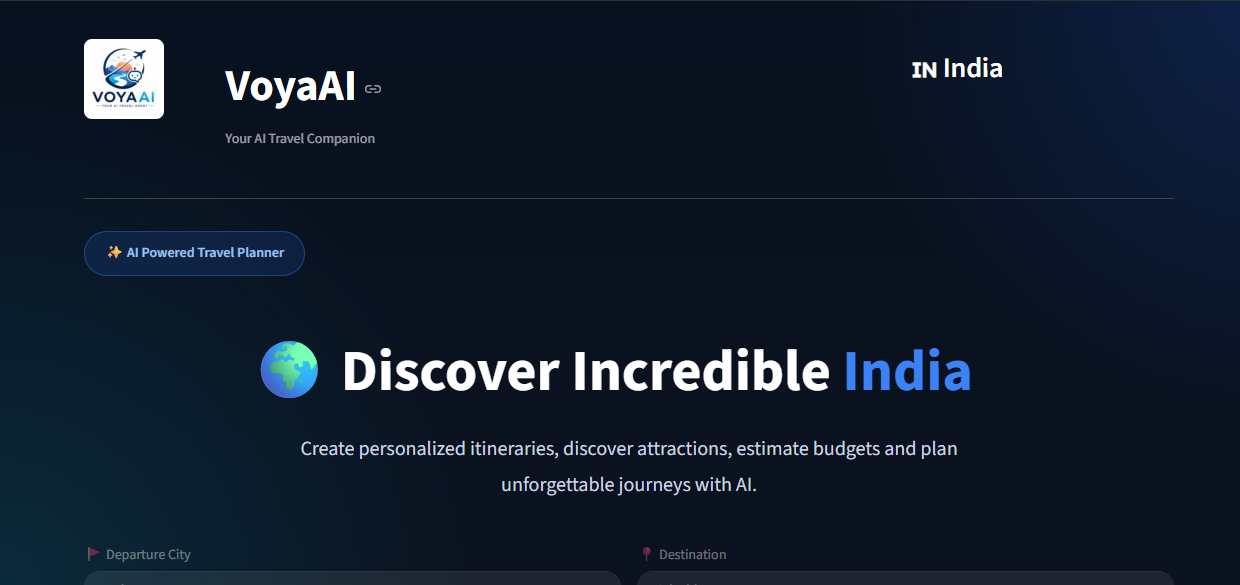 VOYAAI
VoyaAI
IN India
Your AI Travel Companion
✨ AI Powered Travel Planner
🌍 Discover Incredible India
Create personalized itineraries, discover attractions, estimate budgets and plan
unforgettable journeys with AI.
🚩 Departure City
📍 Destination